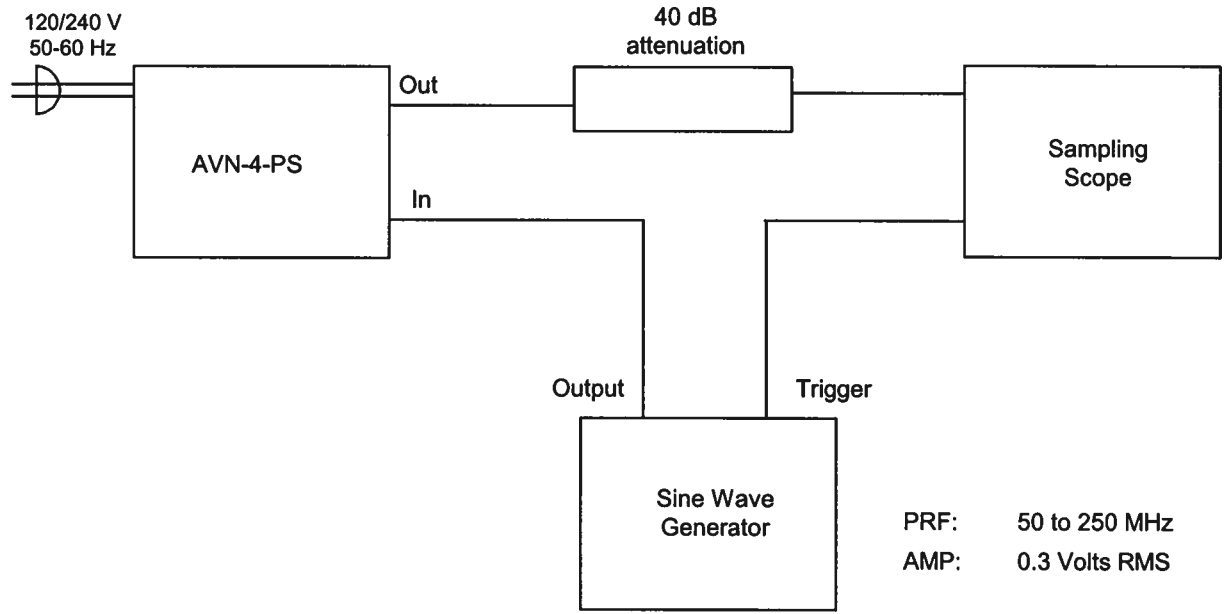 120/240 V
50-60 Hz
40 dB
attenuation
Out
AVN-4-PS
In
Sampling
Scope
Output
Trigger
Sine Wave
Generator
PRF: 50 to 250 MHz
AMP: 0.3 Volts RMS